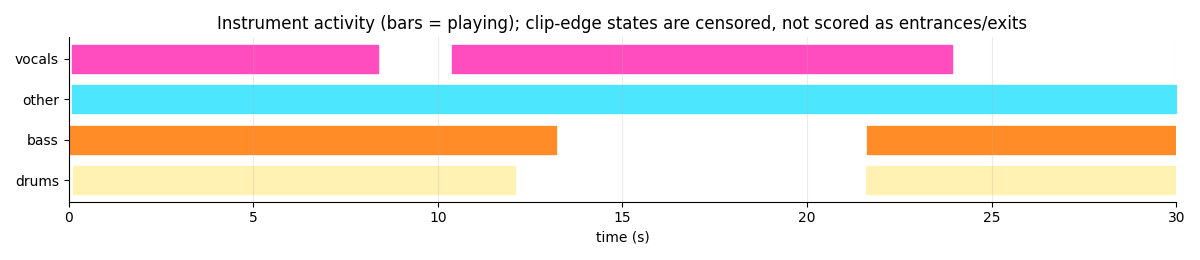 Instrument activity (bars = playing); clip-edge states are censored, not scored as entrances/exits
vocals
other
bass
drums
0 5 10 15 20 25 30
time (s)